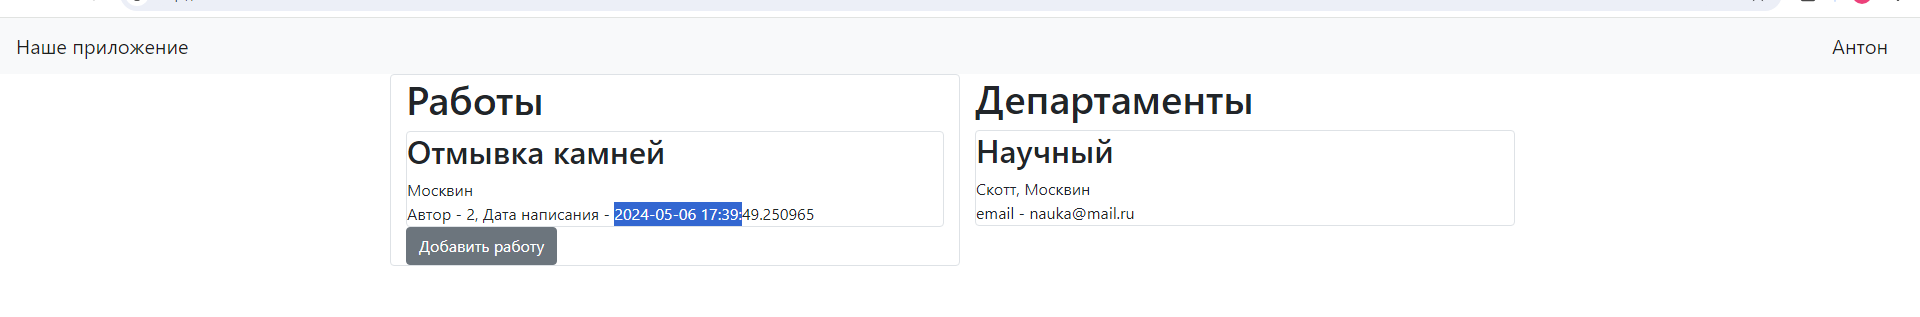 Наше приложение
Антон
Работы
Отмывка камней
Москвин
Автор - 2, Дата написания - 2024-05-06 17:39:49.250965
Добавить работу
Департаменты
Научный
Скотт, Москвин
email - nauka@mail.ru